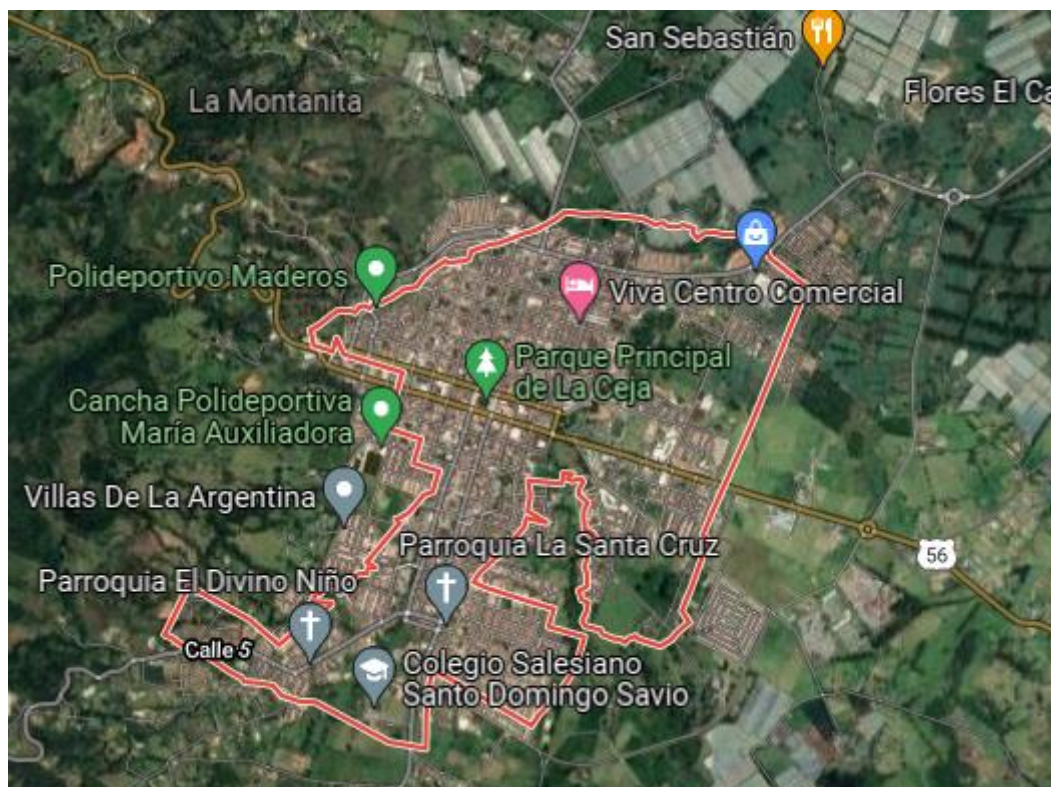 San Sebastián
La Montanita
Flores El Ca
Polideportivo Maderos
Viva Centro Comercial
Parque Principal
de La Ceja
Cancha Polideportiva
María Auxiliadora
Villas De La Argentina
Parroquia La Santa Cruz
56
Parroquia El Divino Niño
Calle 5
Colegio Salesiano
Santo Domingo Savio